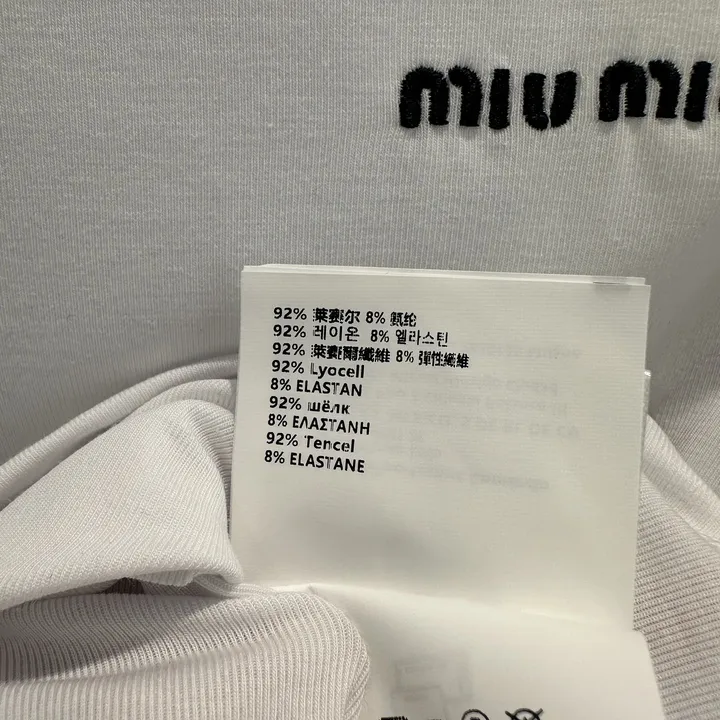 miu mi
92% 莱赛尔 8% 氨纶
92% 레이온 8% 엘라스틴
92% 萊賽爾纖維 8% 彈性纖維
92% Lyocell
8% ELASTAN
92% шёлк
8% ΕΛΑΣΤΑΝΗ
92% Tencel
8% ELASTANE